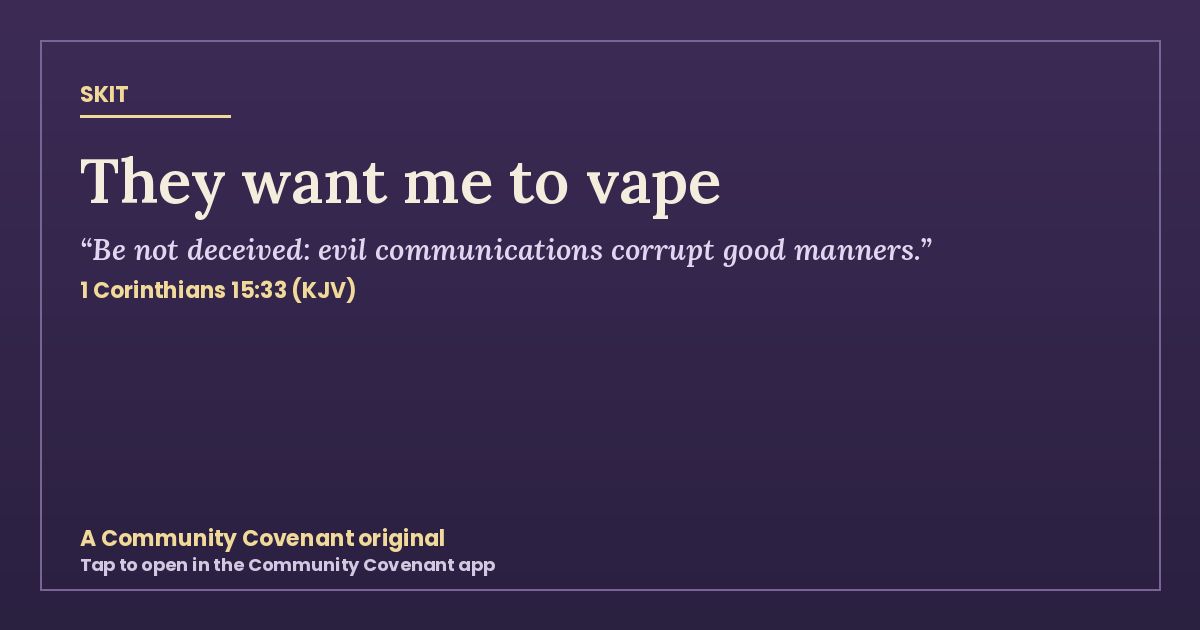 SKIT
They want me to vape
“Be not deceived: evil communications corrupt good manners.”
1 Corinthians 15:33 (KJV)
A Community Covenant original
Tap to open in the Community Covenant app